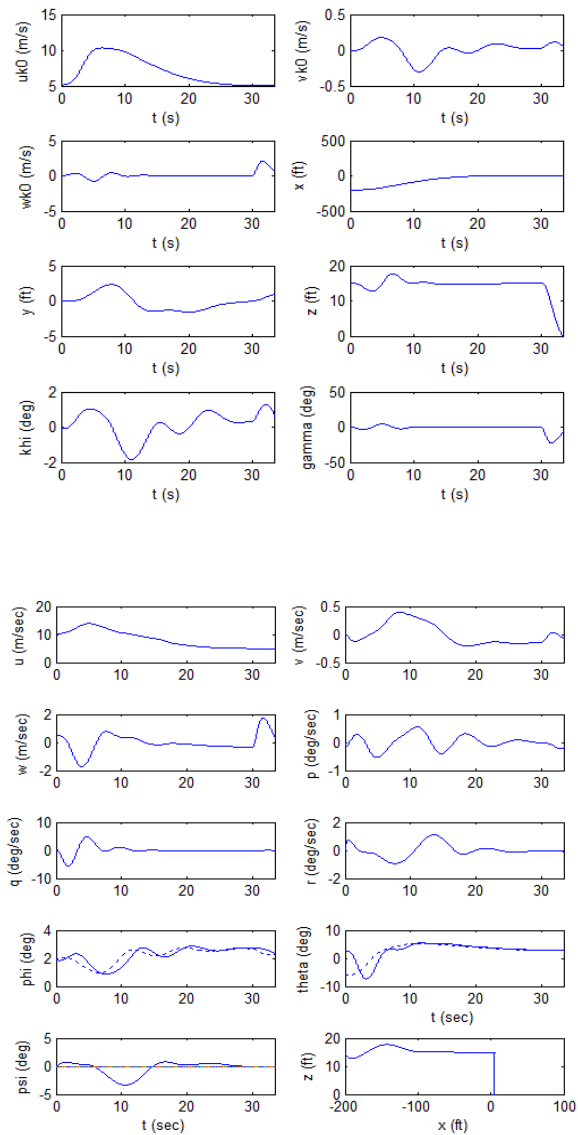 15
10
5
uk0 (m/s)
0 10 20 30
t (s)
0.5
0
-0.5
vk0 (m/s)
0 10 20 30
t (s)
5
0
-5
wk0 (m/s)
0 10 20 30
t (s)
500
0
-500
x (ft)
0 10 20 30
t (s)
5
0
-5
y (ft)
0 10 20 30
t (s)
20
10
0
z (ft)
0 10 20 30
t (s)
2
0
-2
khi (deg)
0 10 20 30
t (s)
50
0
-50
gamma (deg)
0 10 20 30
t (s)
20
10
0
u (m/sec)
0 10 20 30
0.5
0
-0.5
v (m/sec)
0 10 20 30
2
0
-2
w (m/sec)
0 10 20 30
1
0
-1
p (deg/sec)
0 10 20 30
10
0
-10
q (deg/sec)
0 10 20 30
2
0
-2
r (deg/sec)
0 10 20 30
4
2
0
phi (deg)
0 10 20 30
10
0
-10
theta (deg)
0 10 20 30
t (sec)
5
0
-5
psi (deg)
0 10 20 30
t (sec)
20
10
0
z (ft)
-200 -100 0 100
x (ft)